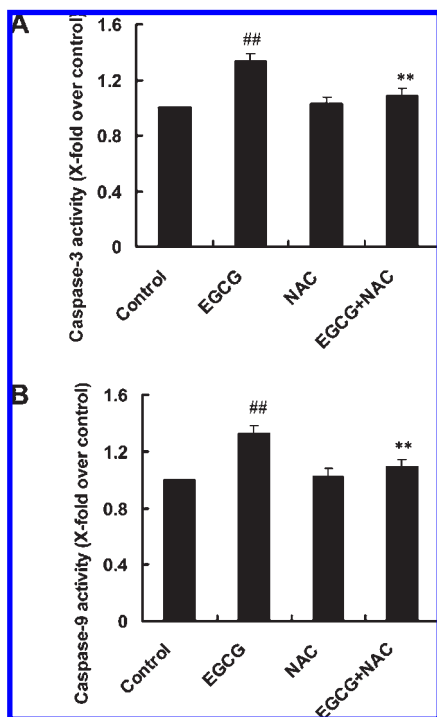 A
Caspase-3 activity (X-fold over control)
1.6
1.2
0.8
0.4
0
##
**
Control
EGCG
NAC
EGCG+NAC
B
Caspase-9 activity (X-fold over control)
1.6
1.2
0.8
0.4
0
##
**
Control
EGCG
NAC
EGCG+NAC